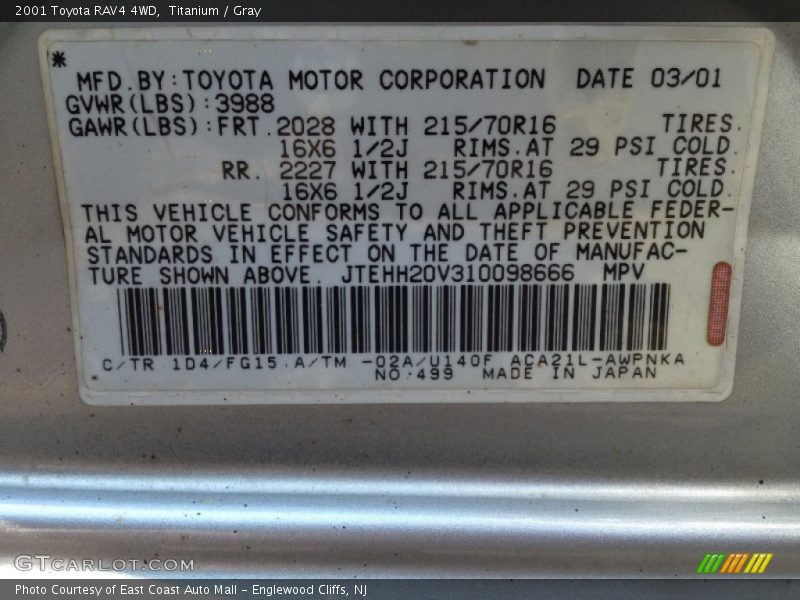 2001 Toyota RAV4 4WD, Titanium / Gray
*
MFD.BY:TOYOTA MOTOR CORPORATION DATE 03/01
GVWR(LBS):3988
GAWR(LBS):FRT.2028 WITH 215/70R16 TIRES.
16X6 1/2J RIMS.AT 29 PSI COLD.
RR. 2227 WITH 215/70R16 TIRES.
16X6 1/2J RIMS.AT 29 PSI COLD.
THIS VEHICLE CONFORMS TO ALL APPLICABLE FEDER-
AL MOTOR VEHICLE SAFETY AND THEFT PREVENTION
STANDARDS IN EFFECT ON THE DATE OF MANUFAC-
TURE SHOWN ABOVE. JTEHH20V310098666 MPV
C/TR 1D4/FG15.A/TM -02A/U140F ACA21L-AWPNKA
NO.499 MADE IN JAPAN
GTCARLOT.COM
Photo Courtesy of East Coast Auto Mall - Englewood Cliffs, NJ